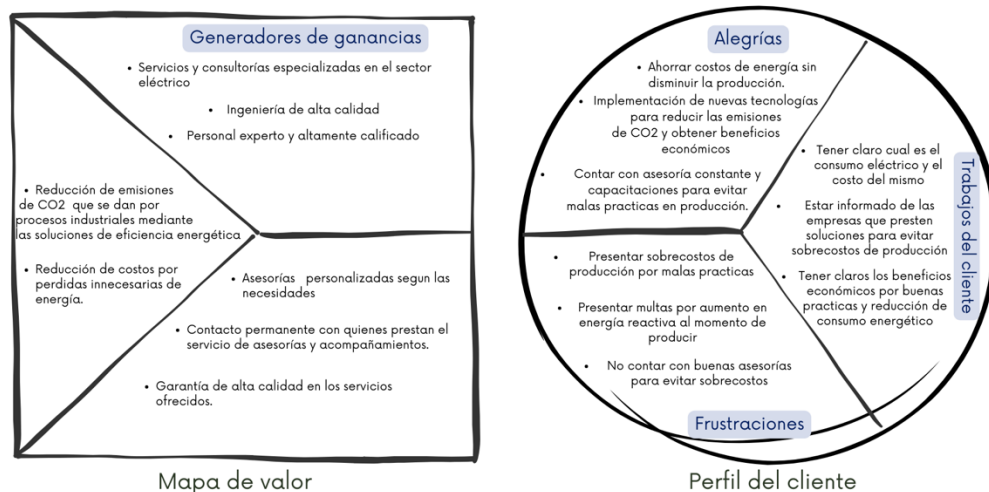 Generadores de ganancias
• Servicios y consultorías especializadas en el sector
eléctrico
• Ingeniería de alta calidad
• Personal experto y altamente calificado
• Reducción de emisiones
de CO2 que se dan por
procesos industriales mediante
las soluciones de eficiencia energética
• Reducción de costos por
perdidas innecesarias de
energía.
• Asesorías personalizadas segun las
necesidades
• Contacto permanente con quienes prestan el
servicio de asesorías y acompañamientos.
• Garantía de alta calidad en los servicios
ofrecidos.
Mapa de valor
Alegrías
• Ahorrar costos de energía sin
disminuir la producción.
• Implementación de nuevas tecnologías
para reducir las emisiones
de CO2 y obtener beneficios
económicos
• Contar con asesoría constante y
capacitaciones para evitar
malas practicas en producción.
Trabajos del cliente
• Tener claro cual es el
consumo eléctrico y el
costo del mismo
• Estar informado de las
empresas que presten
soluciones para evitar
sobrecostos de producción
• Tener claros los beneficios
económicos por buenas
practicas y reducción de
consumo energético
• Presentar sobrecostos de
producción por malas practicas
• Presentar multas por aumento en
energía reactiva al momento de
producir
• No contar con buenas asesorías
para evitar sobrecostos
Frustraciones
Perfil del cliente